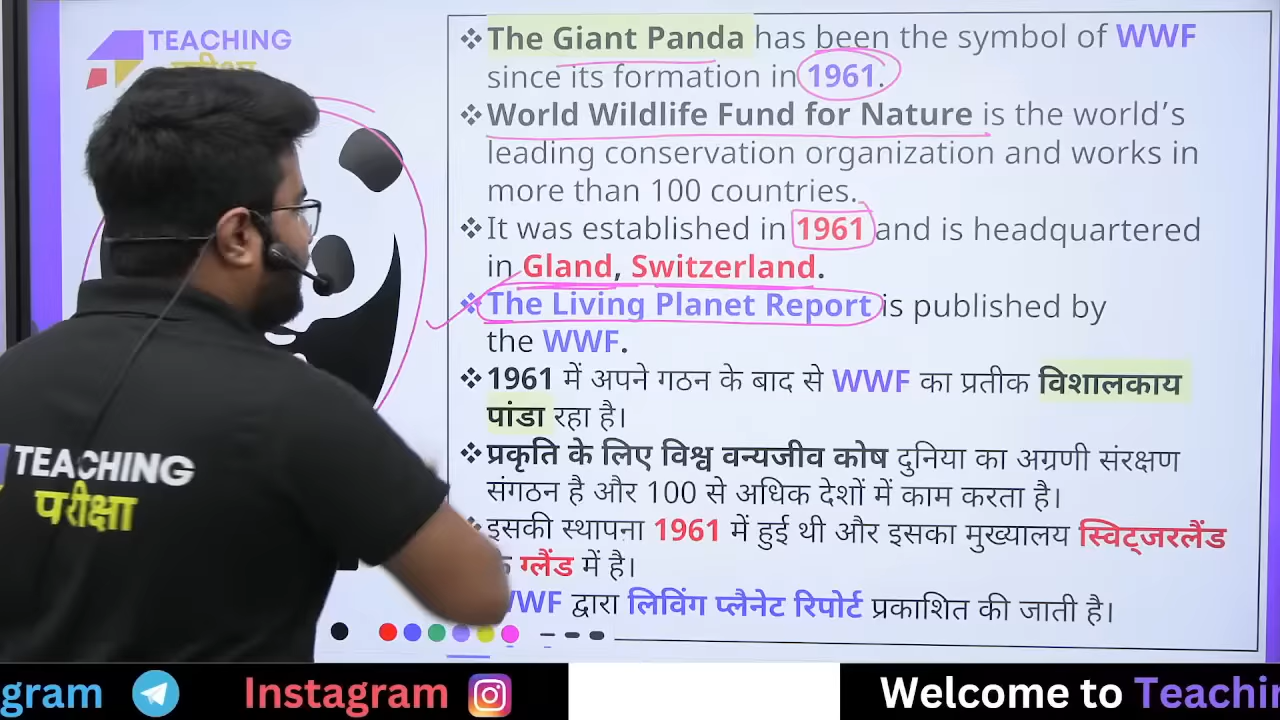 TEACHING
परीक्षा
❖The Giant Panda has been the symbol of WWF
since its formation in 1961.
❖World Wildlife Fund for Nature is the world's
leading conservation organization and works in
more than 100 countries.
❖It was established in 1961 and is headquartered
in Gland, Switzerland.
❖The Living Planet Report is published by
the WWF.
❖1961 में अपने गठन के बाद से WWF का प्रतीक विशालकाय
पांडा रहा है।
❖प्रकृति के लिए विश्व वन्यजीव कोष दुनिया का अग्रणी संरक्षण
संगठन है और 100 से अधिक देशों में काम करता है।
❖इसकी स्थापना 1961 में हुई थी और इसका मुख्यालय स्विट्जरलैंड
ग्लैंड में है।
WWF द्वारा लिविंग प्लैनेट रिपोर्ट प्रकाशित की जाती है।
TEACHING
परीक्षा
gram Instagram Welcome to Teachin